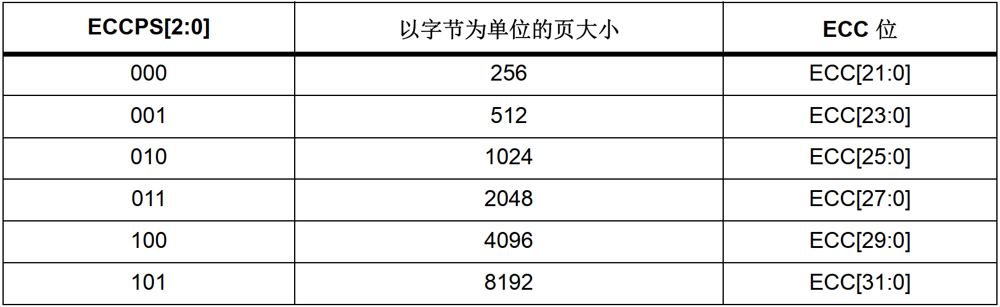 ECCPS[2:0] 以字节为单位的页大小 ECC 位
000 256 ECC[21:0]
001 512 ECC[23:0]
010 1024 ECC[25:0]
011 2048 ECC[27:0]
100 4096 ECC[29:0]
101 8192 ECC[31:0]